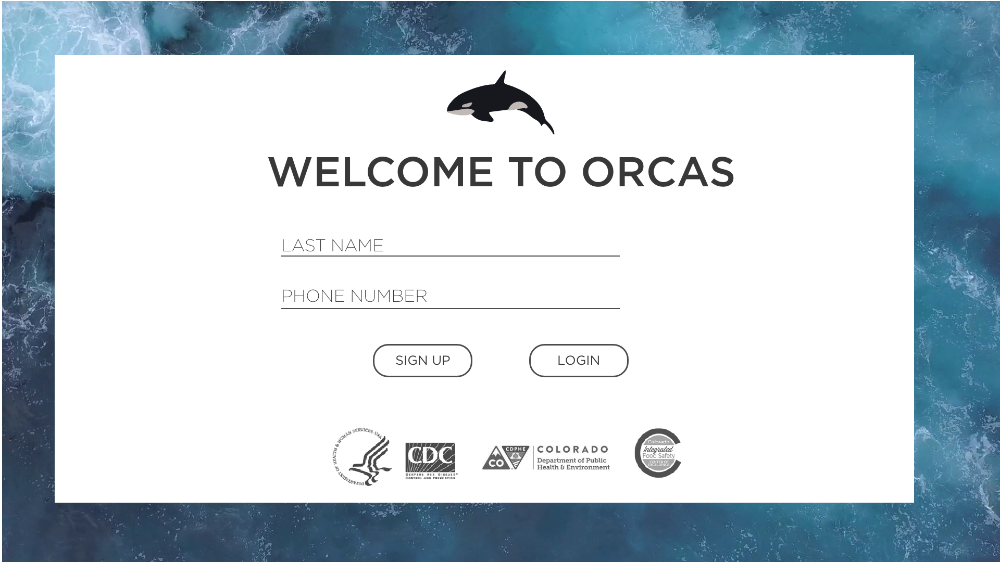 WELCOME TO ORCAS
LAST NAME
PHONE NUMBER
SIGN UP
LOGIN
DEPARTMENT OF HEALTH & HUMAN SERVICES·USA
CDC
CENTERS FOR DISEASE
CONTROL AND PREVENTION
CO
CDPHE
COLORADO
Department of Public
Health & Environment
Colorado
Integrated
Food Safety
CENTER OF
EXCELLENCE